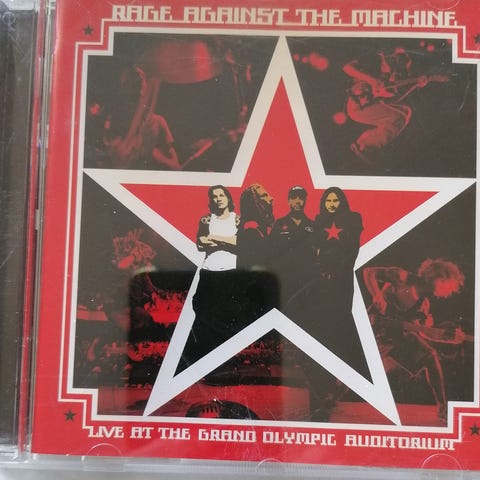 RAGE AGAINST THE MACHINE
LIVE AT THE GRAND OLYMPIC AUDITORIUM